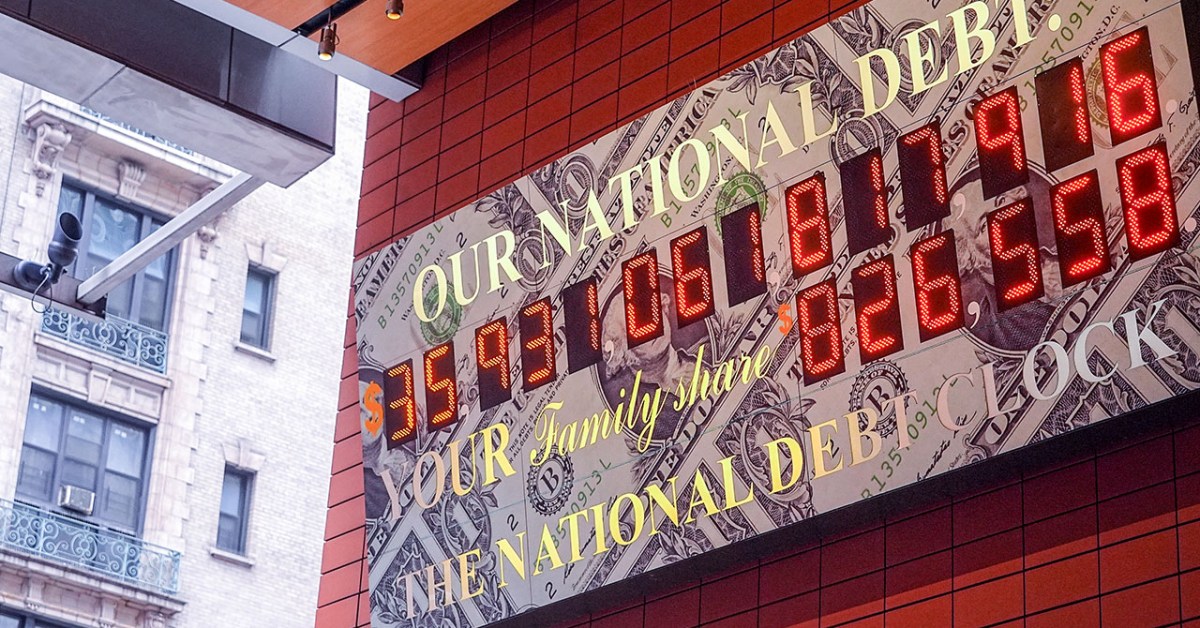 OUR NATIONAL DEBT:
$35,931,061,817,916
YOUR Family share $826,558
THE NATIONAL DEBT CLOCK